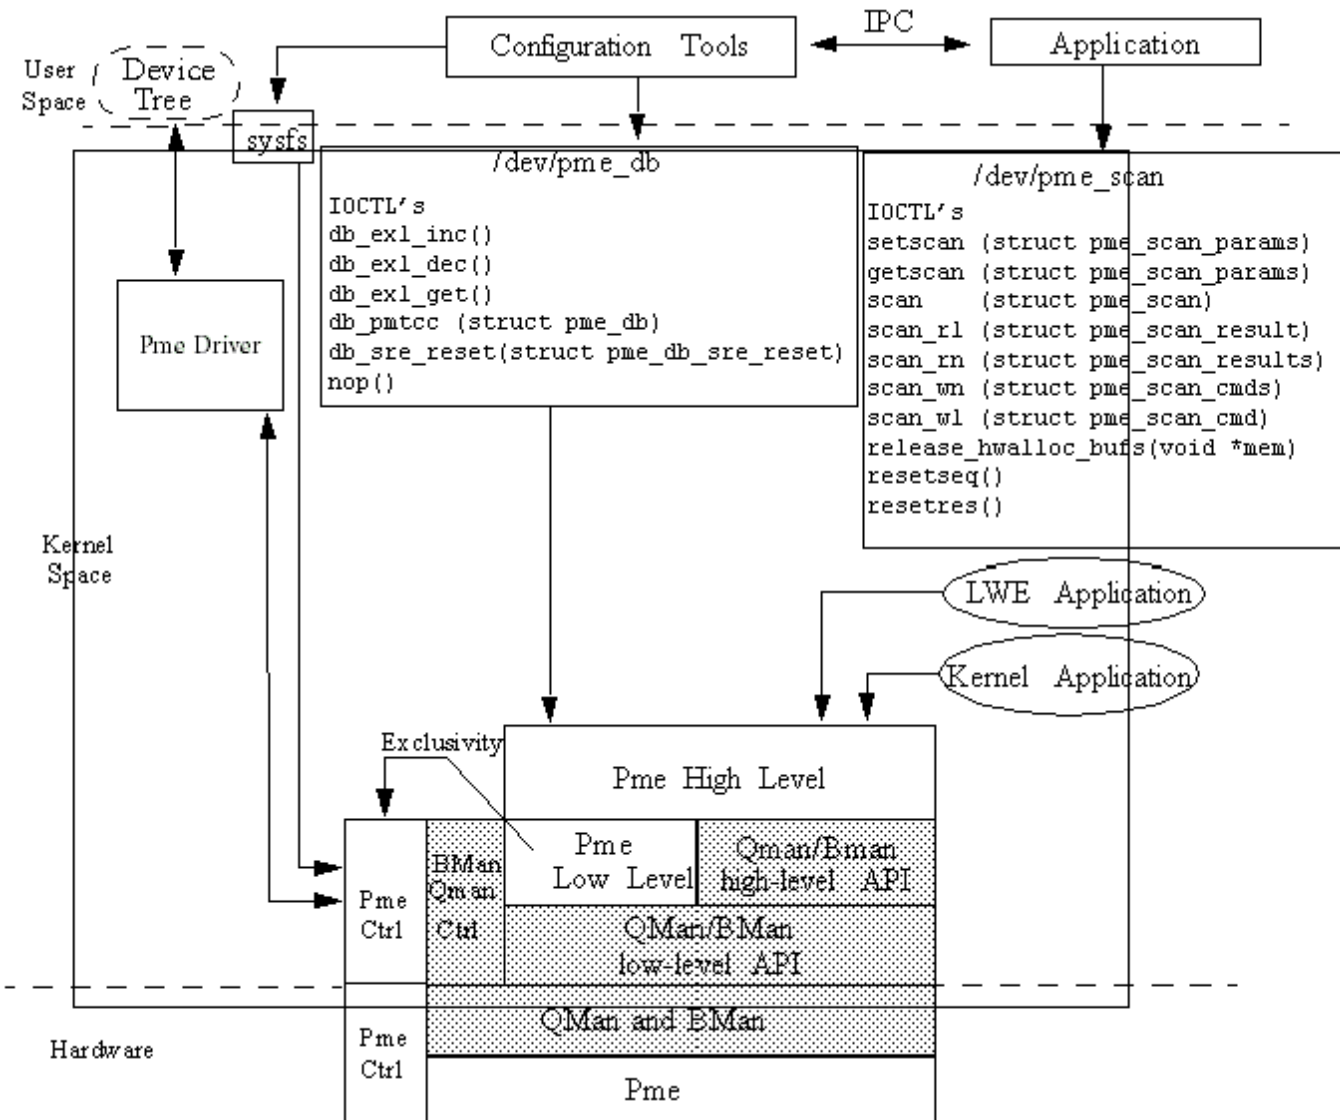 IPC
Configuration Tools
Application
User
Space
Device
Tree
sysfs
/dev/pme_db
IOCTL's
db_exl_inc()
db_exl_dec()
db_exl_get()
db_pmtcc (struct pme_db)
db_sre_reset(struct pme_db_sre_reset)
nop()
/dev/pme_scan
IOCTL's
setscan (struct pme_scan_params)
getscan (struct pme_scan_params)
scan (struct pme_scan)
scan_rl (struct pme_scan_result)
scan_rn (struct pme_scan_results)
scan_wn (struct pme_scan_cmds)
scan_wl (struct pme_scan_cmd)
release_hwalloc_bufs(void *mem)
resetseq()
resetres()
Pme Driver
Kernel
Space
LWE Application
Kernel Application
Exclusivity
Pme High Level
Pme
Low Level
Qman/Bman
high-level API
BMan
Qman
Ctrl
Pme
Ctrl
QMan/BMan
low-level API
QMan and BMan
Hardware
Pme
Ctrl
Pme